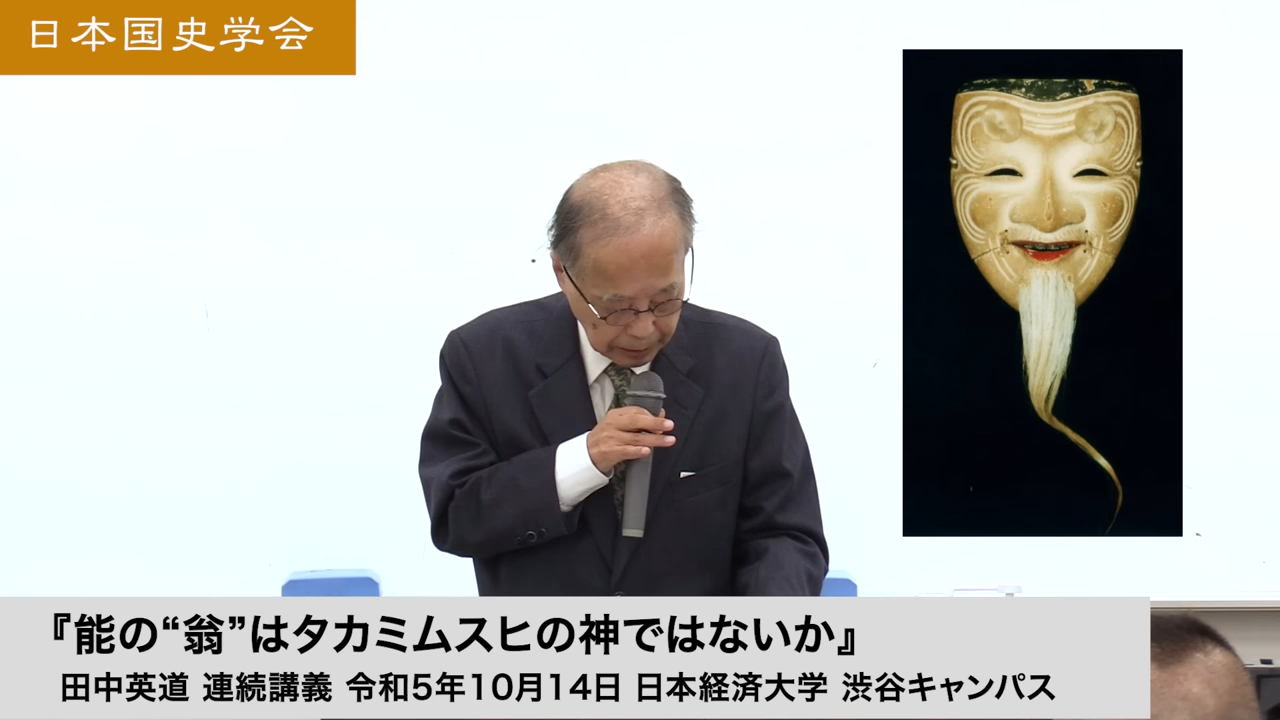 日本国史学会
『能の“翁”はタカミムスヒの神ではないか』
田中英道 連続講義 令和5年10月14日 日本経済大学 渋谷キャンパス